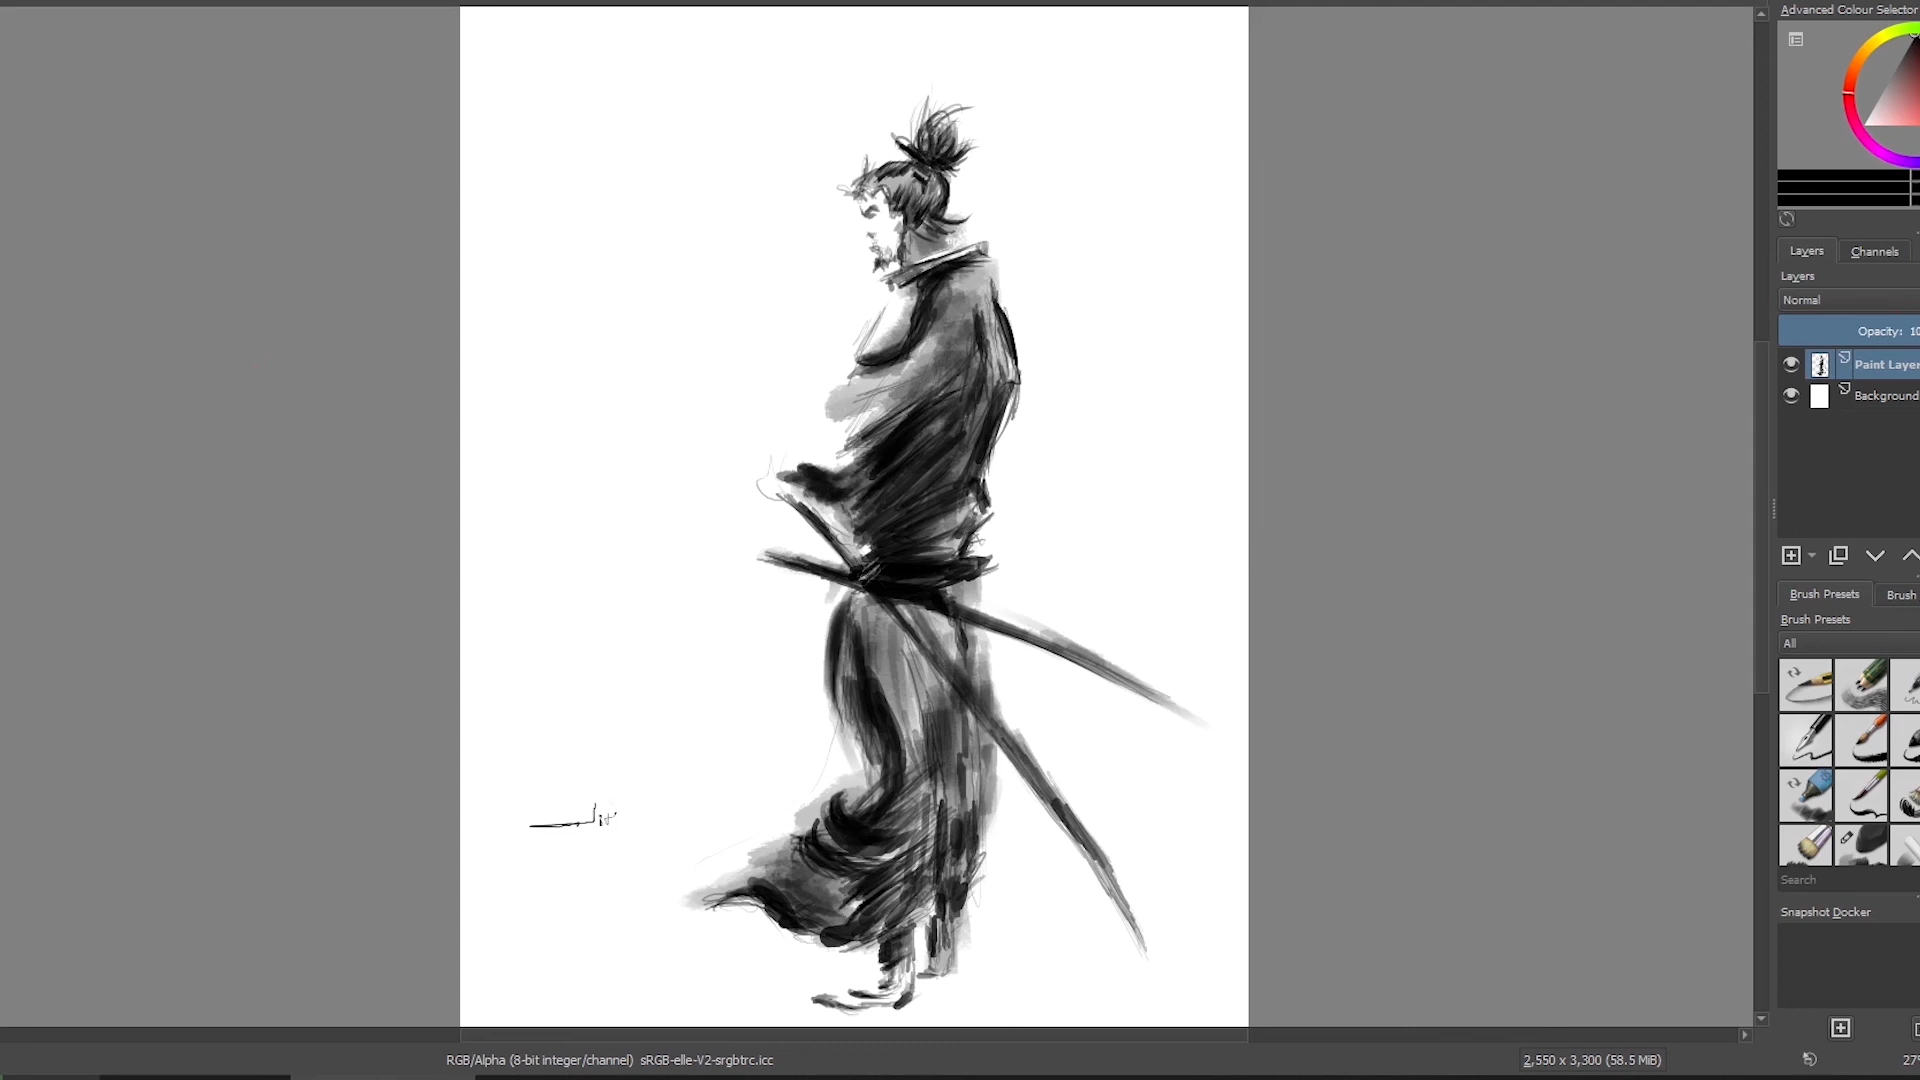 Advanced Colour Selector
Layers
Channels
Layers
Normal
Opacity: 10
Paint Layer
Background
Brush Presets
Brush
Brush Presets
All
Search
Snapshot Docker
RGB/Alpha (8-bit integer/channel) sRGB-elle-V2-srgbtrc.icc
2,550 x 3,300 (58.5 MiB)
27%